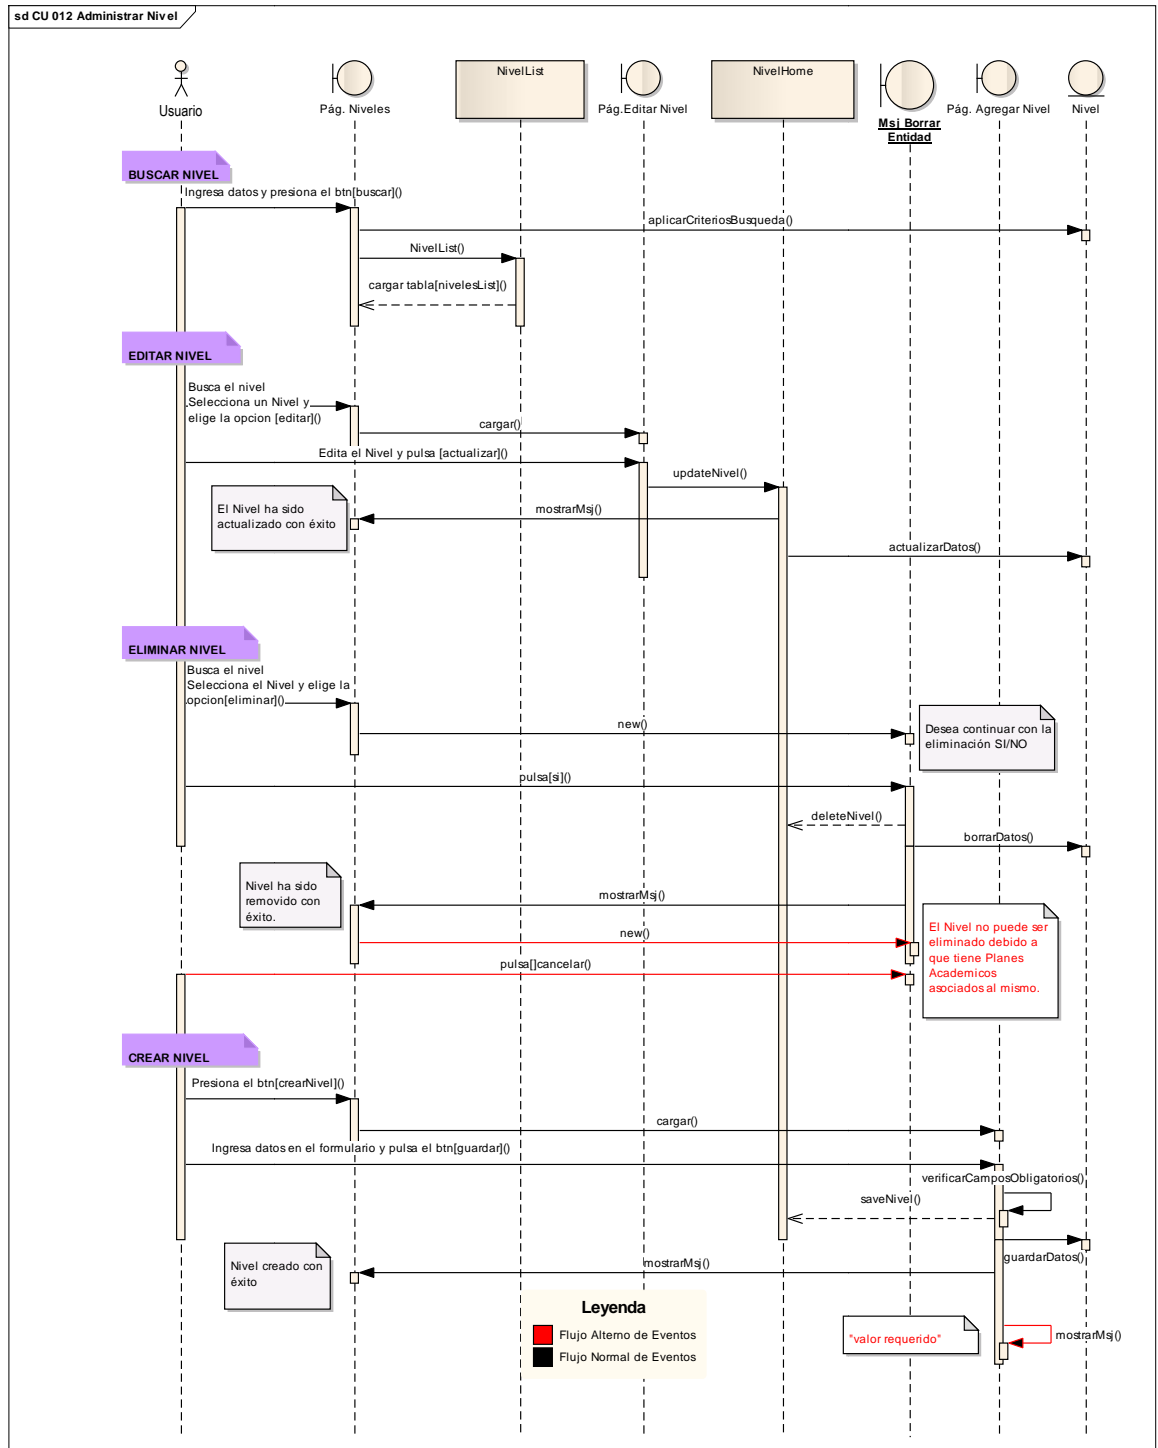 sd CU 012 Administrar Nivel
Usuario
Pág. Niveles
NivelList
Pág.Editar Nivel
NivelHome
Msj Borrar
Entidad
Pág. Agregar Nivel
Nivel
BUSCAR NIVEL
Ingresa datos y presiona el btn[buscar]()
aplicarCriteriosBusqueda()
NivelList()
cargar tabla[nivelesList]()
EDITAR NIVEL
Busca el nivel
Selecciona un Nivel y
elige la opcion [editar]()
cargar()
Edita el Nivel y pulsa [actualizar]()
updateNivel()
El Nivel ha sido
actualizado con éxito
mostrarMsj()
actualizarDatos()
ELIMINAR NIVEL
Busca el nivel
Selecciona el Nivel y elige la
opcion[eliminar]()
new()
Desea continuar con la
eliminación SI/NO
pulsa[si]()
deleteNivel()
borrarDatos()
Nivel ha sido
removido con
éxito.
mostrarMsj()
new()
El Nivel no puede ser
eliminado debido a
que tiene Planes
Academicos
asociados al mismo.
pulsa[]cancelar()
CREAR NIVEL
Presiona el btn[crearNivel]()
cargar()
Ingresa datos en el formulario y pulsa el btn[guardar]()
verificarCamposObligatorios()
saveNivel()
guardarDatos()
Nivel creado con
éxito
mostrarMsj()
Leyenda
Flujo Alterno de Eventos
Flujo Normal de Eventos
"valor requerido"
mostrarMsj()